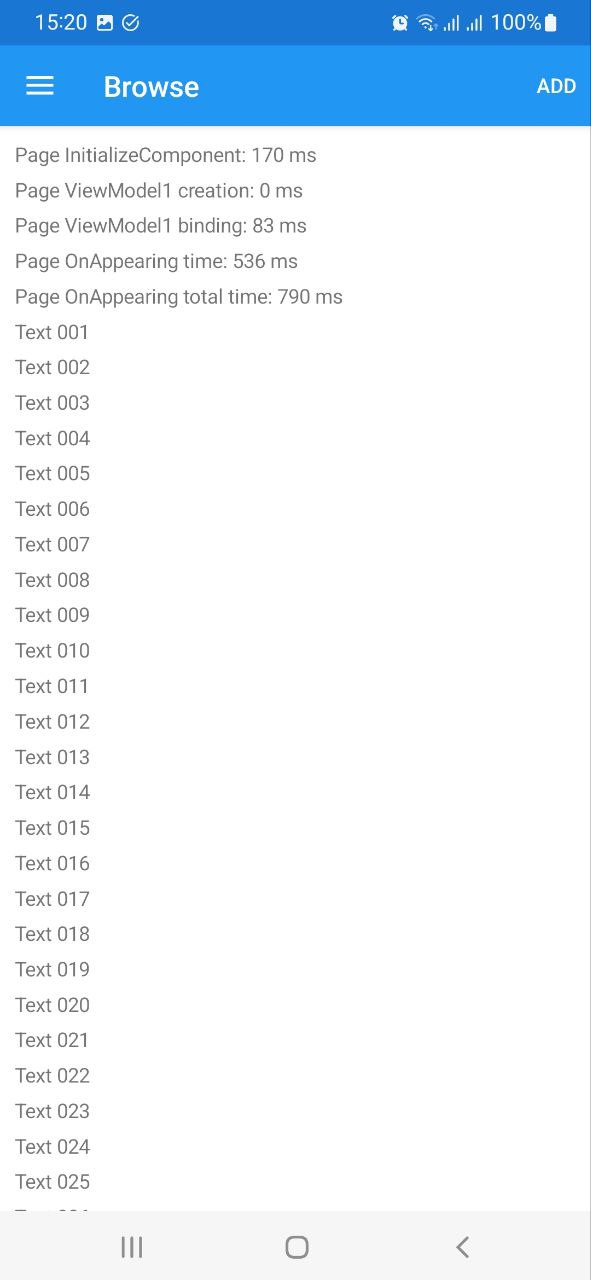 15:20 100%
Browse ADD
Page InitializeComponent: 170 ms
Page ViewModel1 creation: 0 ms
Page ViewModel1 binding: 83 ms
Page OnAppearing time: 536 ms
Page OnAppearing total time: 790 ms
Text 001
Text 002
Text 003
Text 004
Text 005
Text 006
Text 007
Text 008
Text 009
Text 010
Text 011
Text 012
Text 013
Text 014
Text 015
Text 016
Text 017
Text 018
Text 019
Text 020
Text 021
Text 022
Text 023
Text 024
Text 025